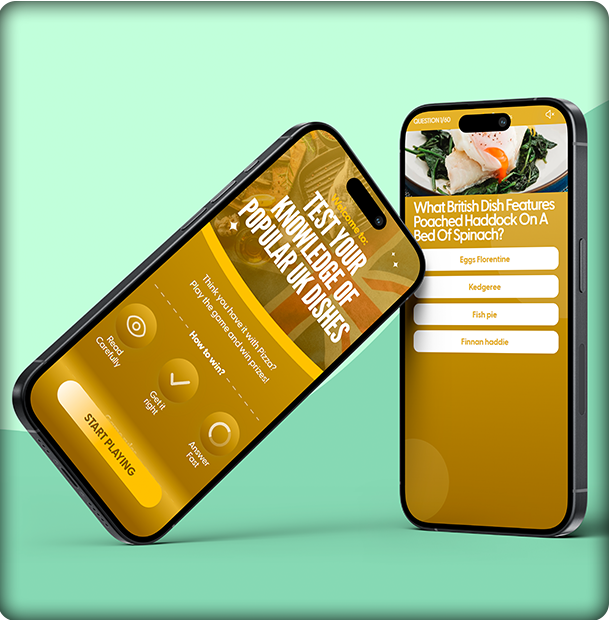 Welcome to:
TEST YOUR
KNOWLEDGE OF
POPULAR UK DISHES
Think you have it with Pizza?
Play the game and win prizes!
How to win?
Read
Carefully
Get it
right
Answer
Fast
START PLAYING
QUESTION 1/60
What British Dish Features
Poached Haddock On A
Bed Of Spinach?
Eggs Florentine
Kedgeree
Fish pie
Finnan haddie